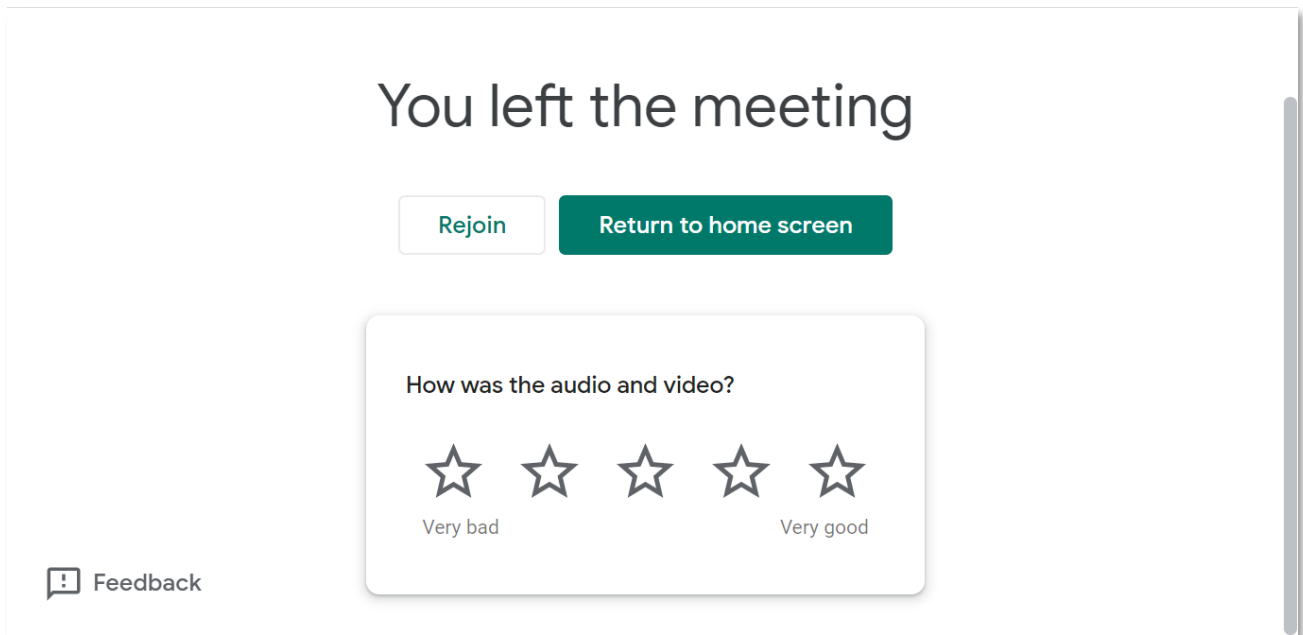 You left the meeting
Rejoin
Return to home screen
How was the audio and video?
Very bad
Very good
Feedback